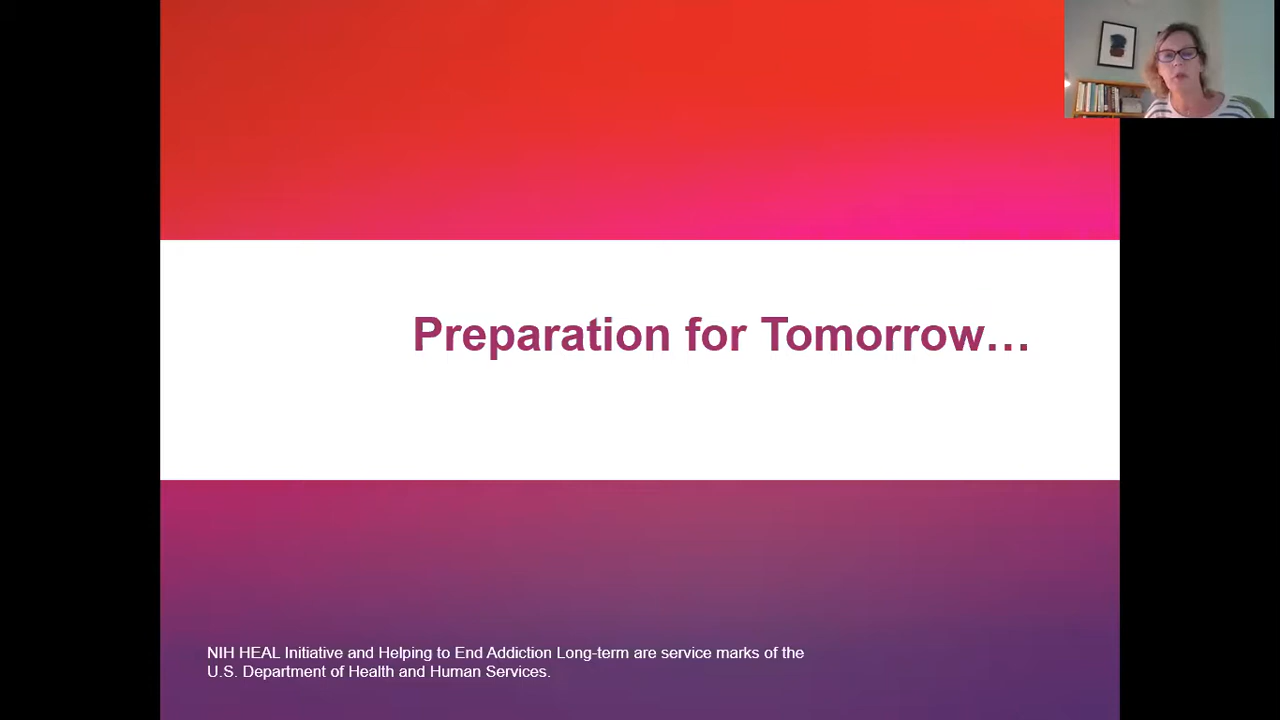 Preparation for Tomorrow…
NIH HEAL Initiative and Helping to End Addiction Long-term are service marks of the
U.S. Department of Health and Human Services.